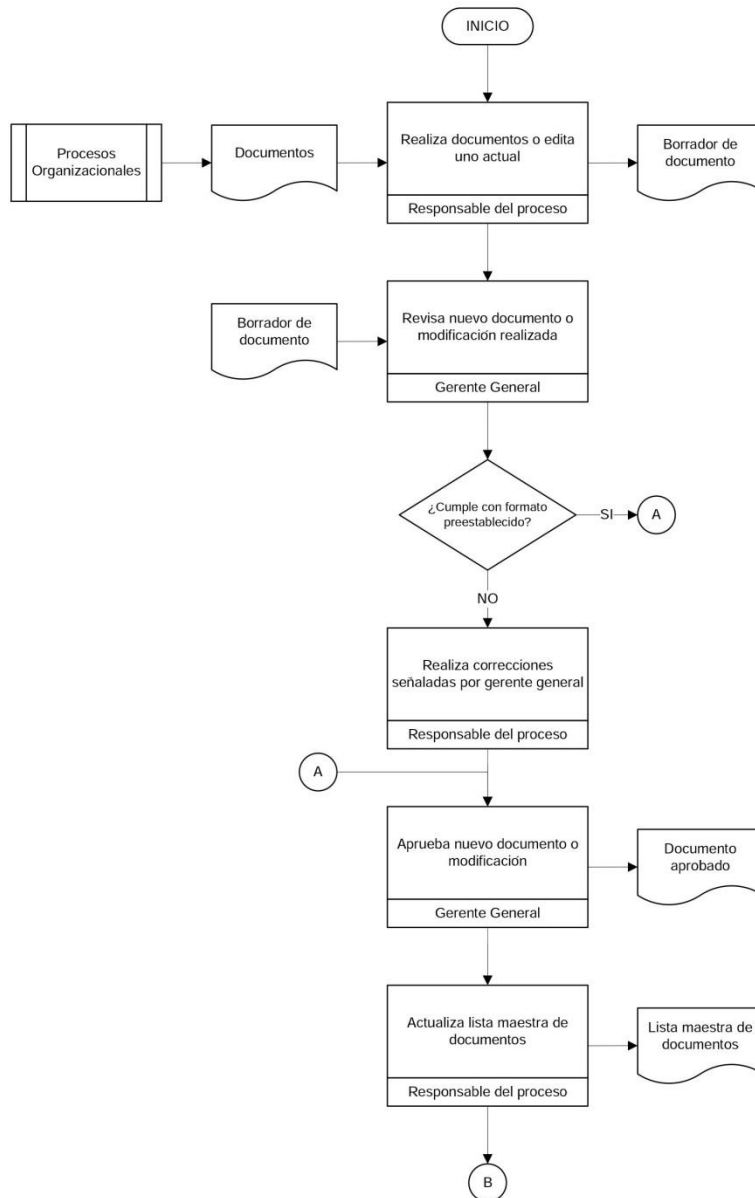 INICIO
Procesos
Organizacionales
Documentos
Realiza documentos o edita
uno actual
Responsable del proceso
Borrador de
documento
Borrador de
documento
Revisa nuevo documento o
modificación realizada
Gerente General
¿Cumple con formato
preestablecido?
SI
A
NO
Realiza correcciones
señaladas por gerente general
Responsable del proceso
A
Aprueba nuevo documento o
modificación
Gerente General
Documento
aprobado
Actualiza lista maestra de
documentos
Responsable del proceso
Lista maestra de
documentos
B